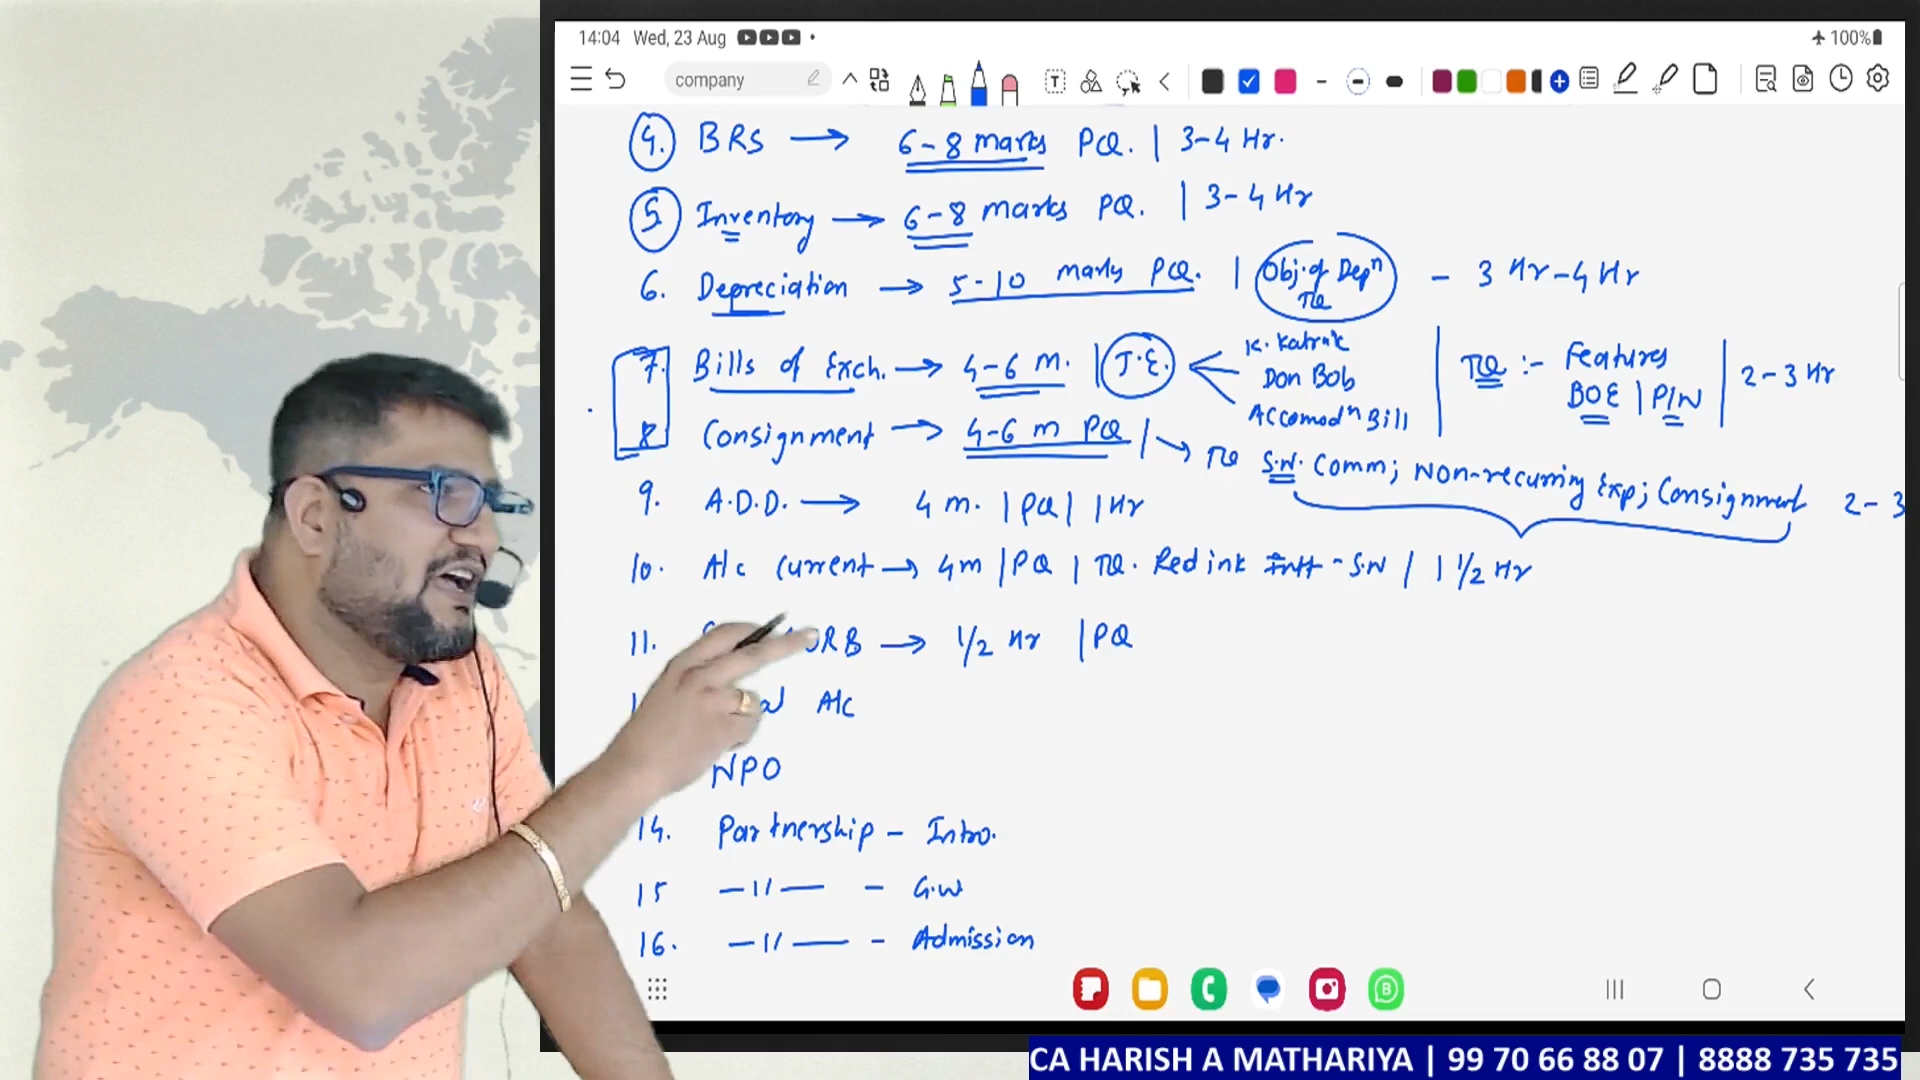 14:04 Wed, 23 Aug 100%
company
4. BRS → 6-8 marks PQ. | 3-4 Hr.
5. Inventory → 6-8 marks PQ. | 3-4 Hr
6. Depreciation → 5-10 marks PQ. | Obj. of Depn TQ - 3 Hr-4 Hr
7. Bills of Exch. → 4-6 m. | J.E. K. Katrak Don Bob Accomodn Bill | TQ :- Features BOE | P/N | 2-3 Hr
8 Consignment → 4-6 m PQ | → TQ S.N. Comm; Non-recurring Exp; Consignment 2-3
9. A.D.D. → 4 m. | PQ | 1 Hr
10. A/c Current → 4m | PQ | TQ. Red ink Intt - S.N | 1 1/2 Hr
11. ORB → 1/2 Hr | PQ
A/c
NPO
14. Partnership - Intro.
15 -11- - G.W
16. -11- - Admission
CA HARISH A MATHARIYA | 99 70 66 88 07 | 8888 735 735